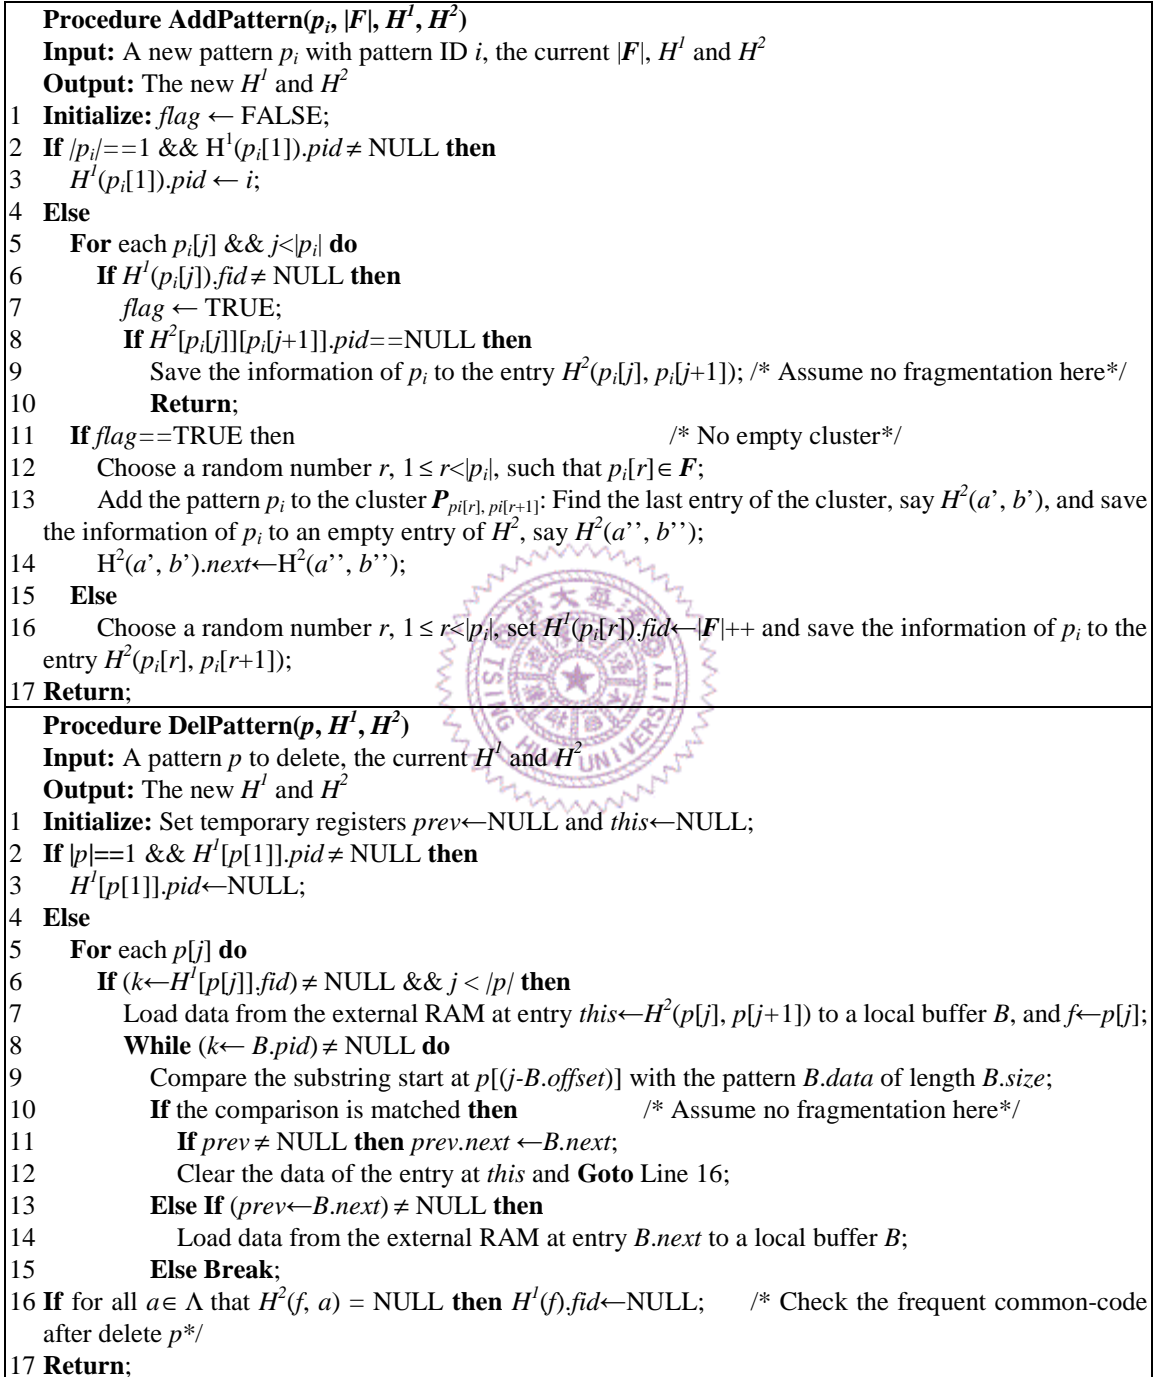 Procedure AddPattern(pᵢ, |F|, H¹, H²)
Input: A new pattern pᵢ with pattern ID i, the current |F|, H¹ and H²
Output: The new H¹ and H²
1 Initialize: flag ← FALSE;
2 If |pᵢ|==1 && H¹(pᵢ[1]).pid ≠ NULL then
3 H¹(pᵢ[1]).pid ← i;
4 Else
5 For each pᵢ[j] && j<|pᵢ| do
6 If H¹(pᵢ[j]).fid ≠ NULL then
7 flag ← TRUE;
8 If H²[pᵢ[j]][pᵢ[j+1]].pid==NULL then
9 Save the information of pᵢ to the entry H²(pᵢ[j], pᵢ[j+1]); /* Assume no fragmentation here*/
10 Return;
11 If flag==TRUE then /* No empty cluster*/
12 Choose a random number r, 1 ≤ r<|pᵢ|, such that pᵢ[r]∈ F;
13 Add the pattern pᵢ to the cluster P pi[r], pi[r+1]: Find the last entry of the cluster, say H²(a’, b’), and save
the information of pᵢ to an empty entry of H², say H²(a’’, b’’);
14 H²(a’, b’).next←H²(a’’, b’’);
15 Else
16 Choose a random number r, 1 ≤ r<|pᵢ|, set H¹(pᵢ[r]).fid←|F|++ and save the information of pᵢ to the
entry H²(pᵢ[r], pᵢ[r+1]);
17 Return;
Procedure DelPattern(p, H¹, H²)
Input: A pattern p to delete, the current H¹ and H²
Output: The new H¹ and H²
1 Initialize: Set temporary registers prev←NULL and this←NULL;
2 If |p|==1 && H¹[p[1]].pid ≠ NULL then
3 H¹[p[1]].pid←NULL;
4 Else
5 For each p[j] do
6 If (k←H¹[p[j]].fid) ≠ NULL && j < |p| then
7 Load data from the external RAM at entry this←H²(p[j], p[j+1]) to a local buffer B, and f←p[j];
8 While (k← B.pid) ≠ NULL do
9 Compare the substring start at p[(j-B.offset)] with the pattern B.data of length B.size;
10 If the comparison is matched then /* Assume no fragmentation here*/
11 If prev ≠ NULL then prev.next ←B.next;
12 Clear the data of the entry at this and Goto Line 16;
13 Else If (prev←B.next) ≠ NULL then
14 Load data from the external RAM at entry B.next to a local buffer B;
15 Else Break;
16 If for all a∈ Λ that H²(f, a) = NULL then H¹(f).fid←NULL; /* Check the frequent common-code
after delete p*/
17 Return;
TSING HUA UNIVERSITY